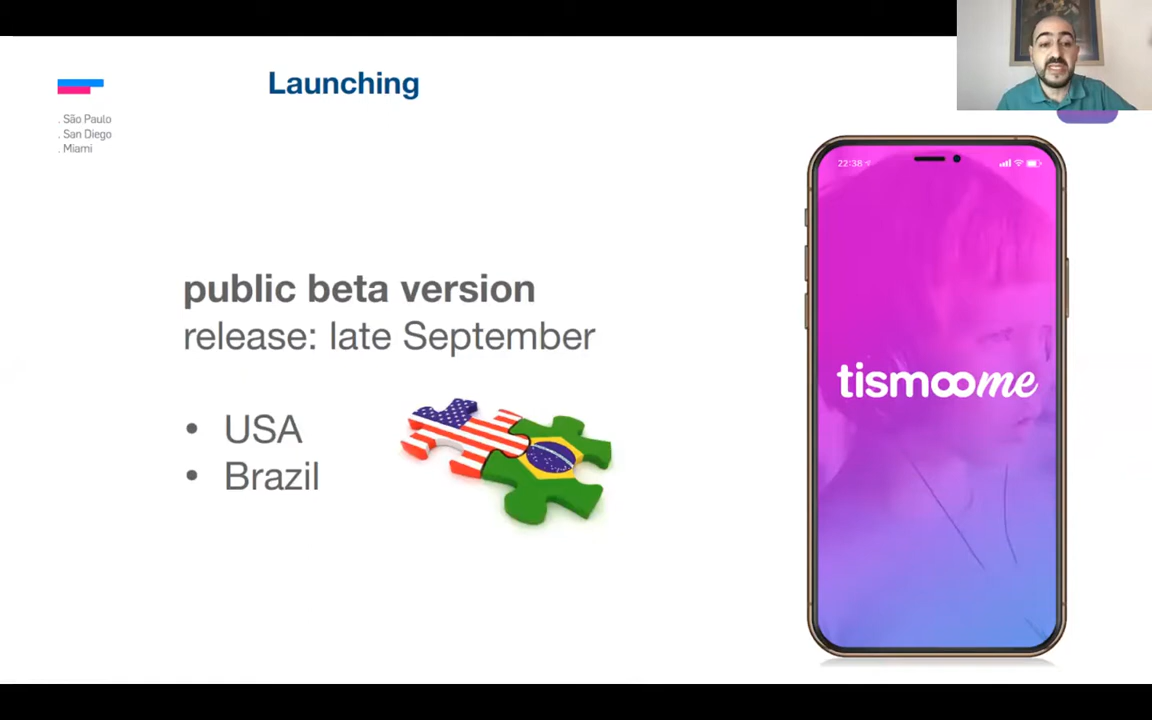 Launching
. São Paulo
. San Diego
. Miami
public beta version
release: late September
• USA
• Brazil
22:38
tismoome